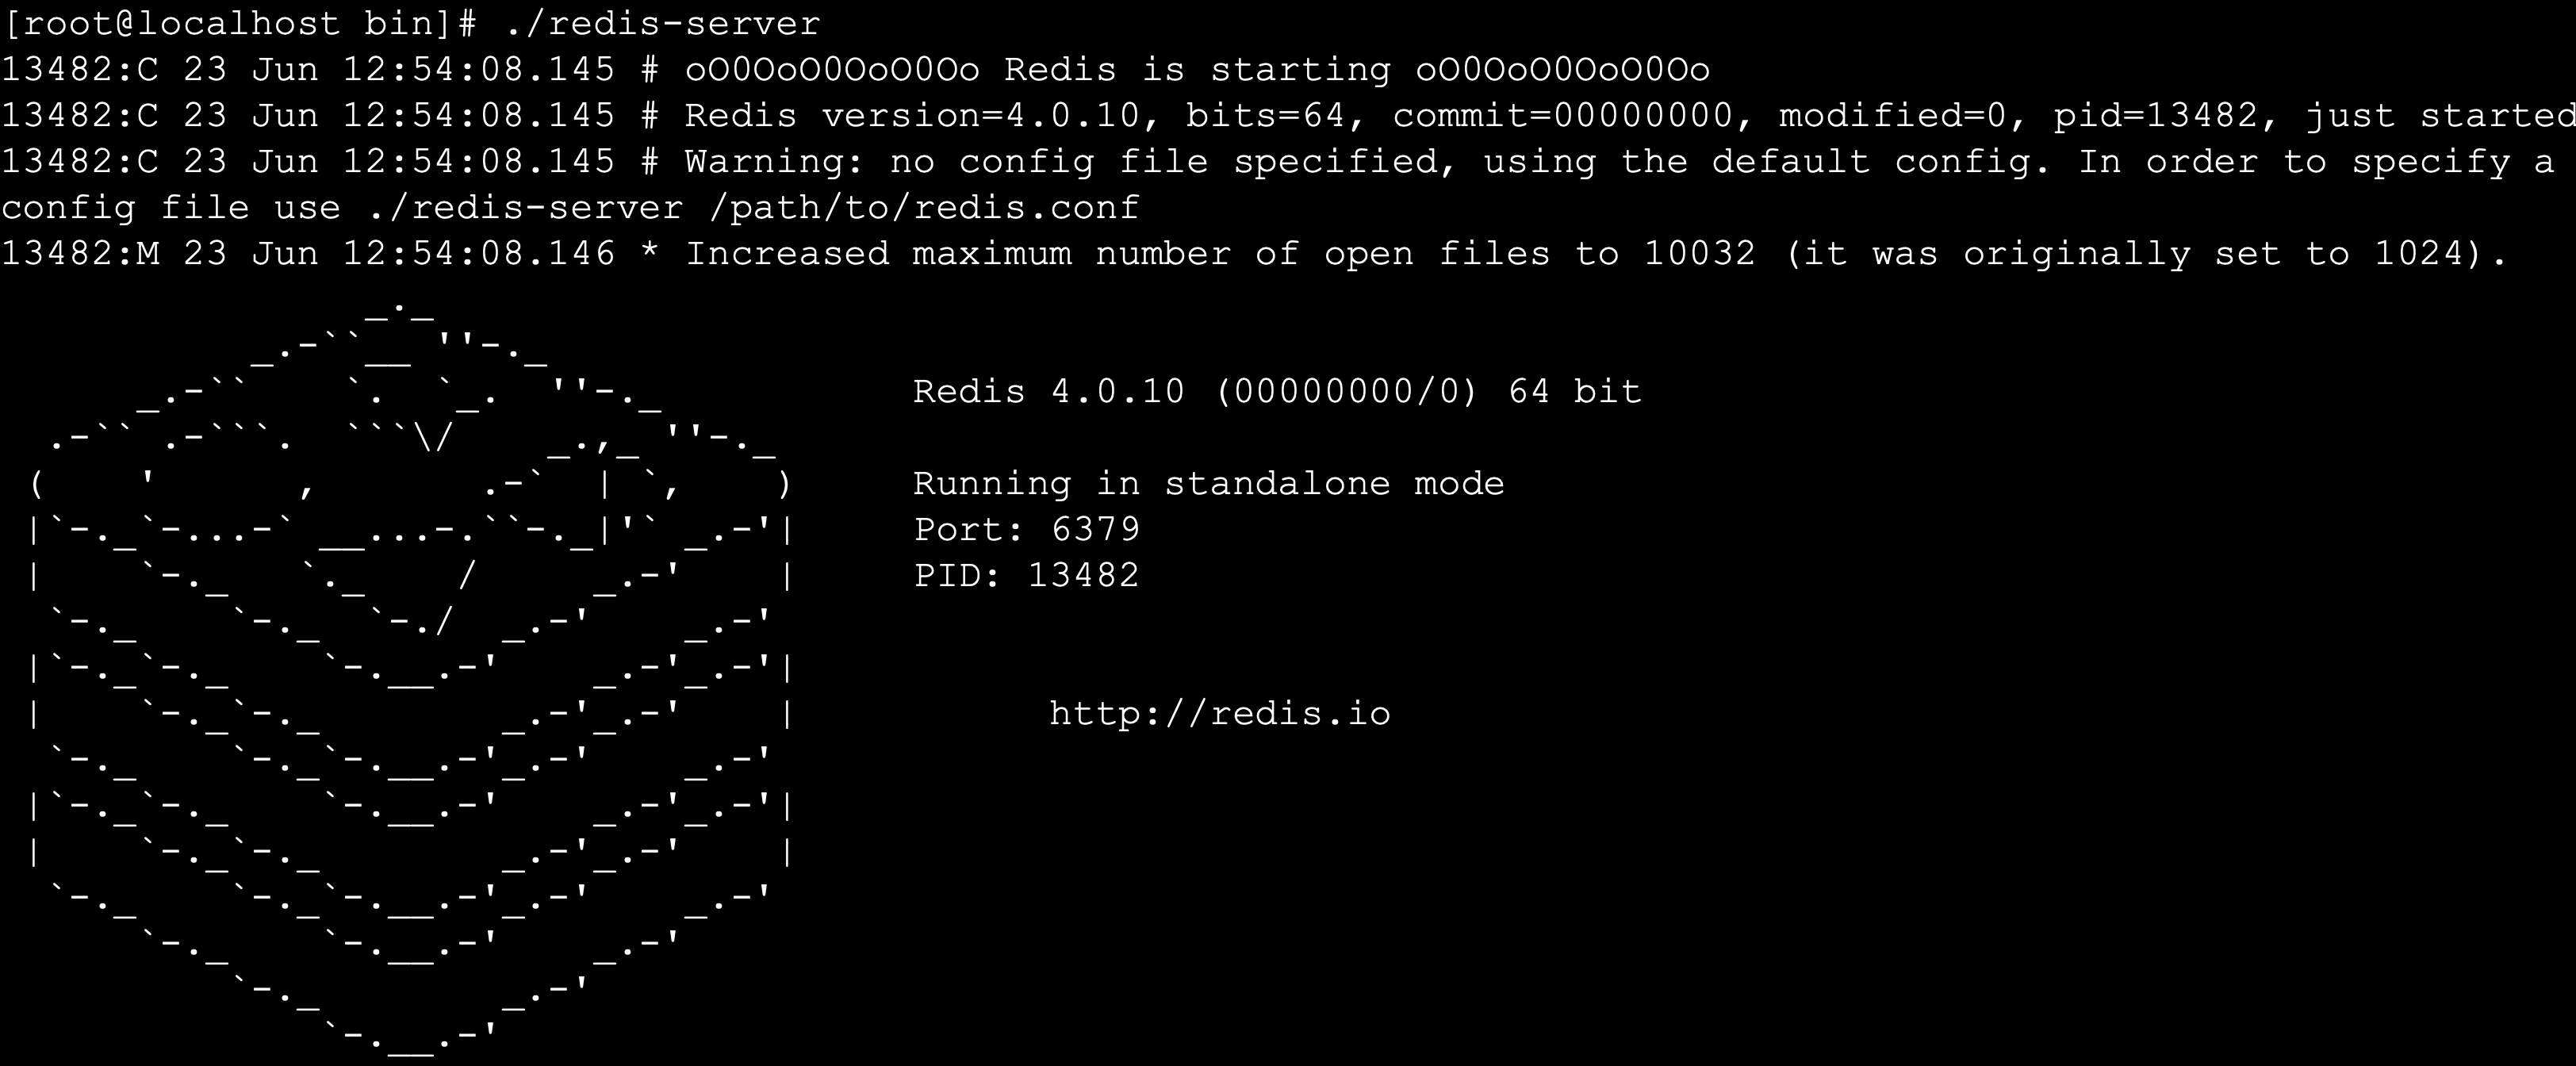 [root@localhost bin]# ./redis-server
13482:C 23 Jun 12:54:08.145 # oO0OoO0OoO0Oo Redis is starting oO0OoO0OoO0Oo
13482:C 23 Jun 12:54:08.145 # Redis version=4.0.10, bits=64, commit=00000000, modified=0, pid=13482, just started
13482:C 23 Jun 12:54:08.145 # Warning: no config file specified, using the default config. In order to specify a
config file use ./redis-server /path/to/redis.conf
13482:M 23 Jun 12:54:08.146 * Increased maximum number of open files to 10032 (it was originally set to 1024).
Redis 4.0.10 (00000000/0) 64 bit
Running in standalone mode
Port: 6379
PID: 13482
http://redis.io